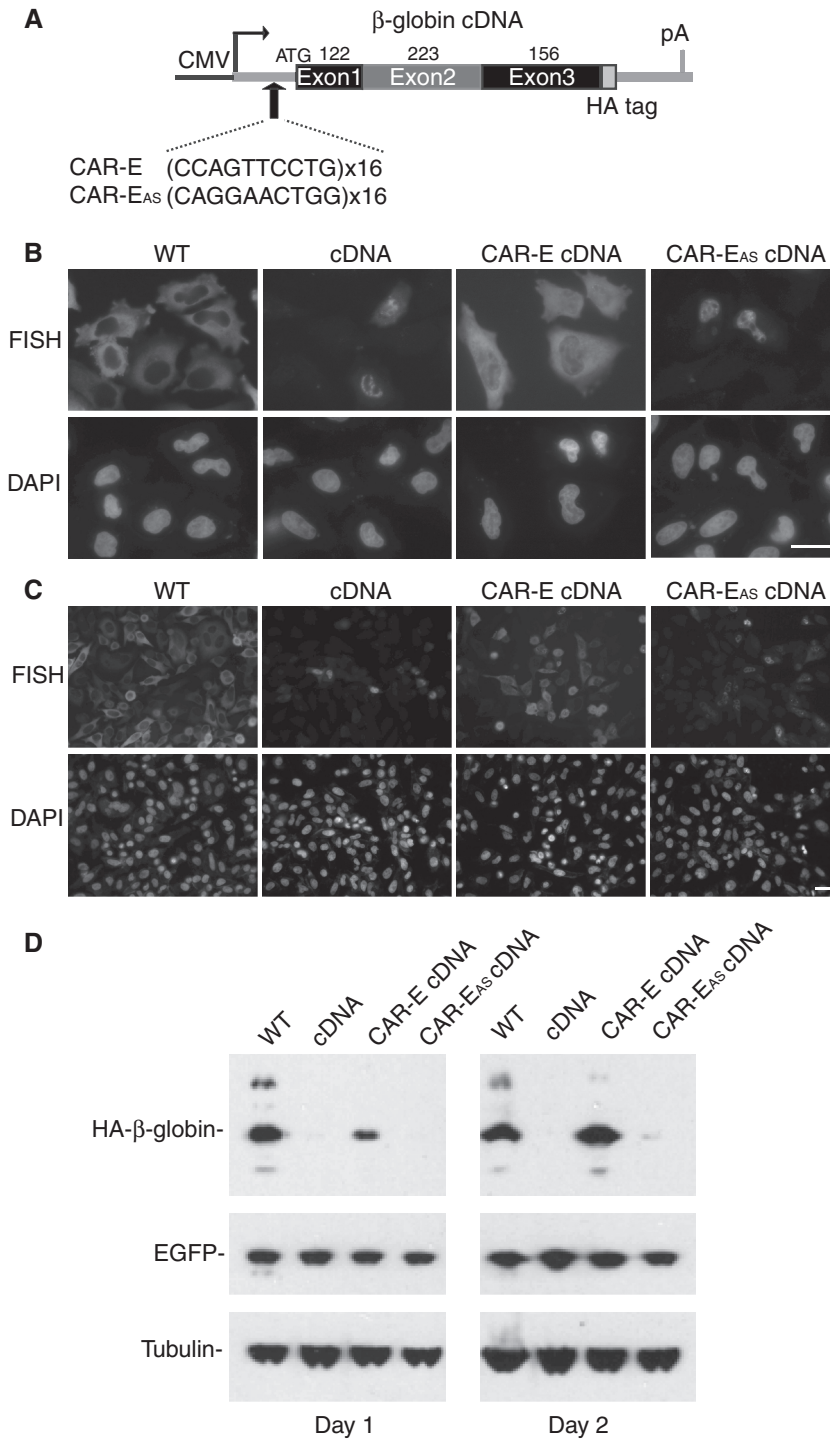 A
β-globin cDNA
pA
CMV
ATG 122 223 156
Exon1 Exon2 Exon3
HA tag
CAR-E (CCAGTTCCTG)x16
CAR-EAS (CAGGAACTGG)x16
B
WT cDNA CAR-E cDNA CAR-EAS cDNA
FISH
DAPI
C
WT cDNA CAR-E cDNA CAR-EAS cDNA
FISH
DAPI
D
WT cDNA CAR-E cDNA CAR-EAS cDNA WT cDNA CAR-E cDNA CAR-EAS cDNA
HA-β-globin-
EGFP-
Tubulin-
Day 1 Day 2